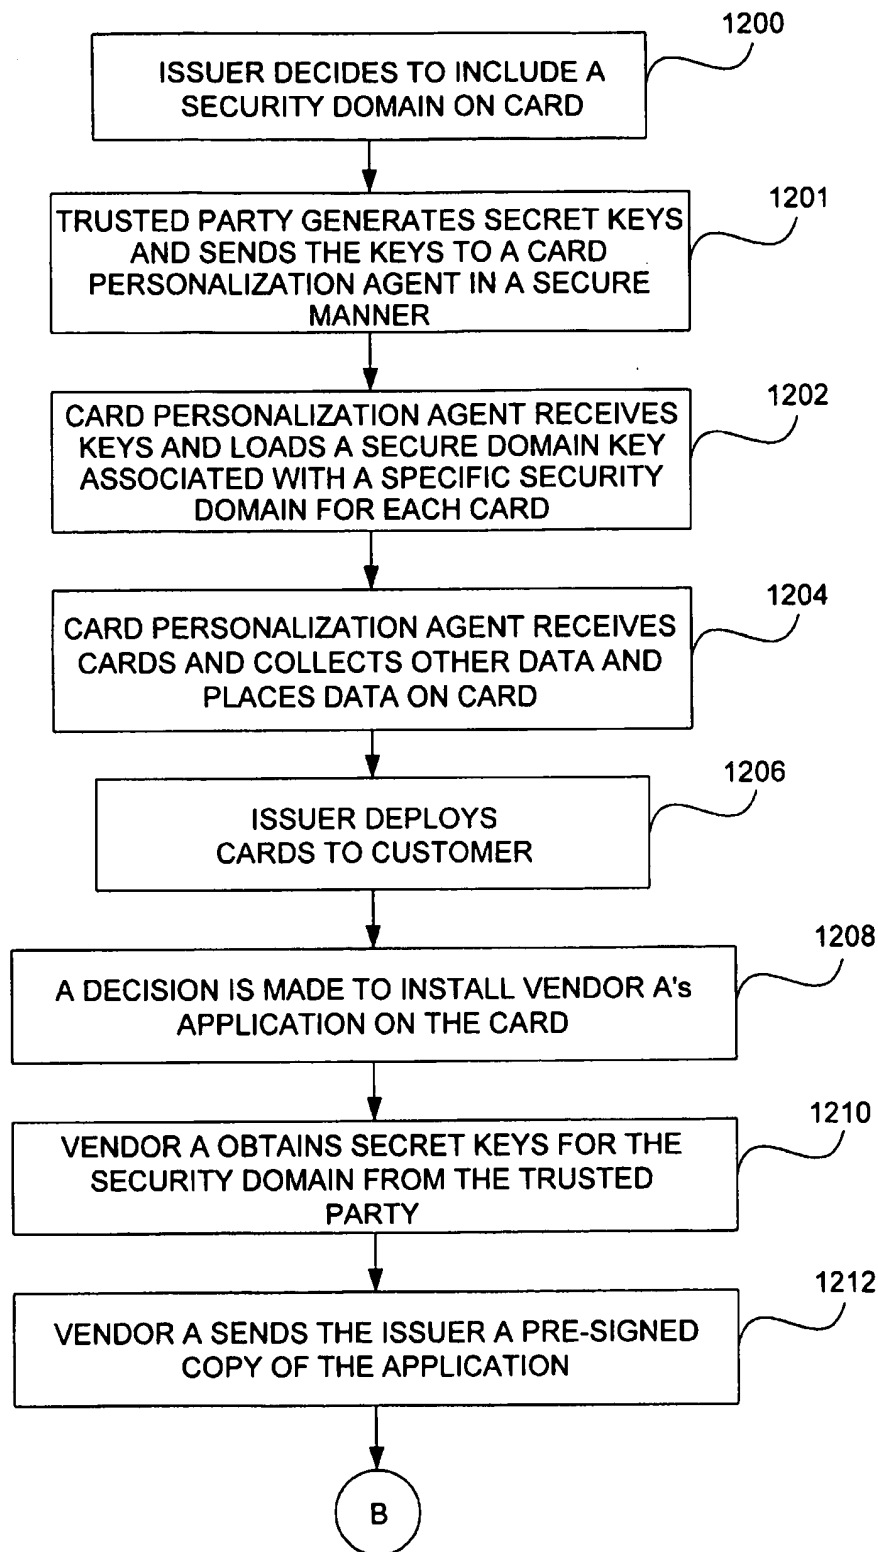 1200
ISSUER DECIDES TO INCLUDE A
SECURITY DOMAIN ON CARD
1201
TRUSTED PARTY GENERATES SECRET KEYS
AND SENDS THE KEYS TO A CARD
PERSONALIZATION AGENT IN A SECURE
MANNER
1202
CARD PERSONALIZATION AGENT RECEIVES
KEYS AND LOADS A SECURE DOMAIN KEY
ASSOCIATED WITH A SPECIFIC SECURITY
DOMAIN FOR EACH CARD
1204
CARD PERSONALIZATION AGENT RECEIVES
CARDS AND COLLECTS OTHER DATA AND
PLACES DATA ON CARD
1206
ISSUER DEPLOYS
CARDS TO CUSTOMER
1208
A DECISION IS MADE TO INSTALL VENDOR A's
APPLICATION ON THE CARD
1210
VENDOR A OBTAINS SECRET KEYS FOR THE
SECURITY DOMAIN FROM THE TRUSTED
PARTY
1212
VENDOR A SENDS THE ISSUER A PRE-SIGNED
COPY OF THE APPLICATION
B